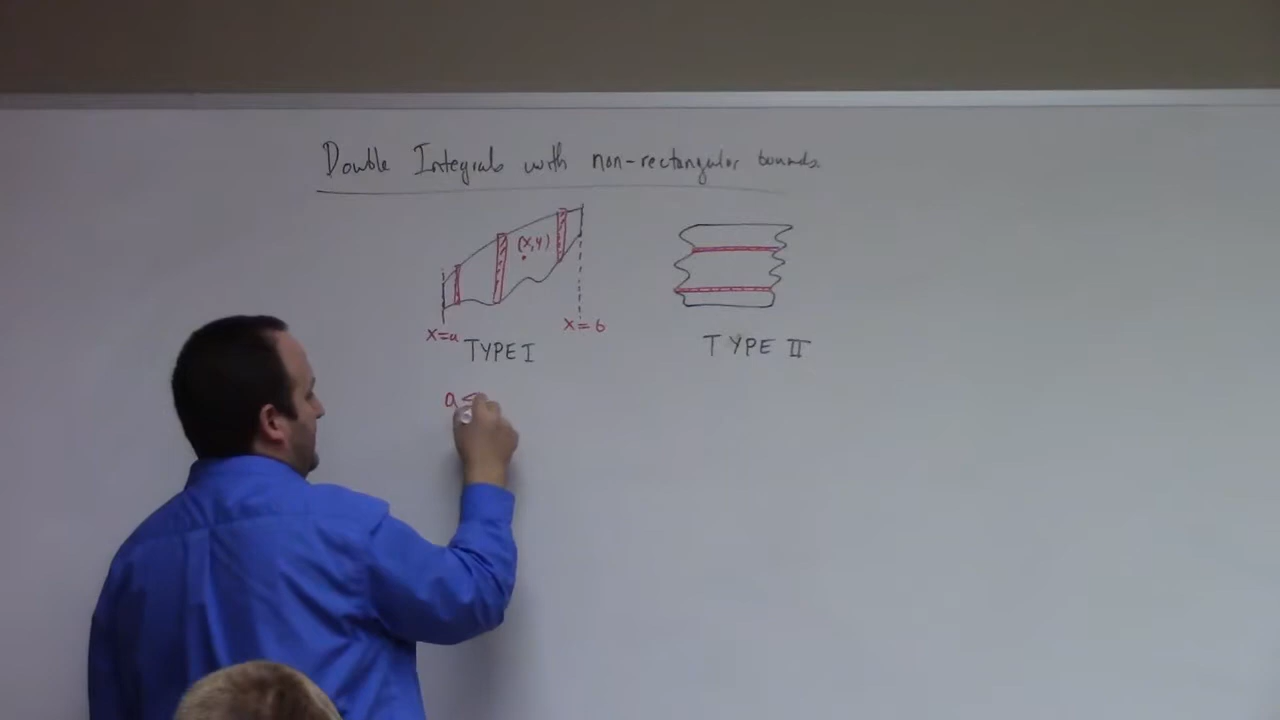 Double Integrals with non-rectangular bounds.
(x,y)
x=a
x=b
TYPE I
TYPE II
a≤